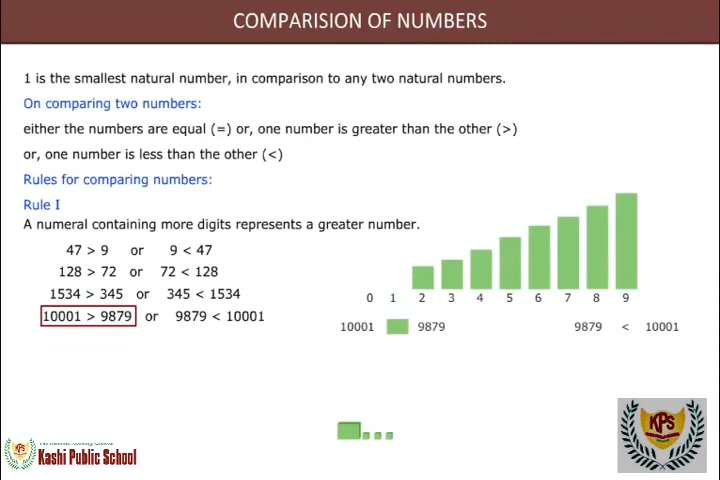 COMPARISION OF NUMBERS
1 is the smallest natural number, in comparison to any two natural numbers.
On comparing two numbers:
either the numbers are equal (=) or, one number is greater than the other (>)
or, one number is less than the other (<)
Rules for comparing numbers:
Rule I
A numeral containing more digits represents a greater number.
47 > 9 or 9 < 47
128 > 72 or 72 < 128
1534 > 345 or 345 < 1534
10001 > 9879 or 9879 < 10001
0 1 2 3 4 5 6 7 8 9
10001 9879 9879 < 10001
KPS
Kashi Public School
KPS